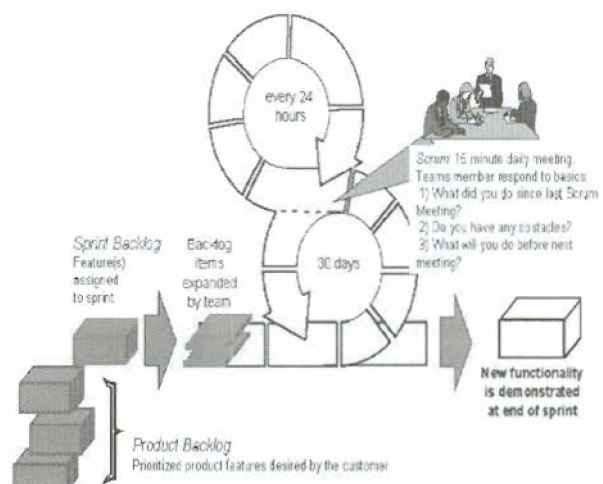 every 24
hours
Scrum: 15 minute daily meeting.
Teams member respond to basics:
1) What did you do since last Scrum
Meeting?
2) Do you have any obstacles?
3) What will you do before next
meeting?
Sprint Backlog
Feature(s)
assigned
to sprint
Backlog
items
expanded
by team
30 days
New functionality
is demonstrated
at end of sprint
Product Backlog
Prioritized product features desired by the customer